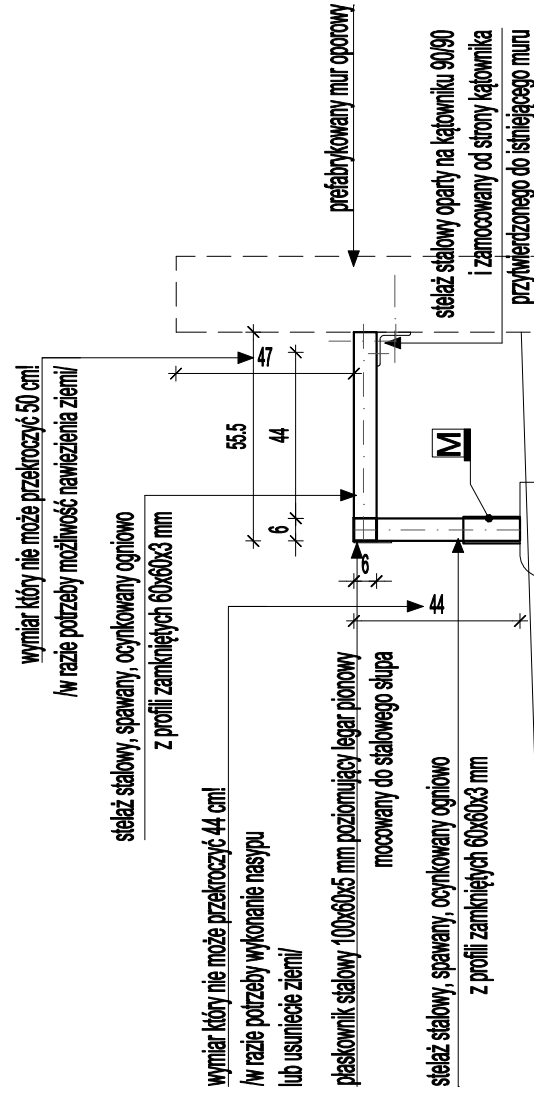 wymiar który nie może przekroczyć 50 cm!
/w razie potrzeby możliwość nawiezienia ziemi/
stelaż stalowy, spawany, ocynkowany ogniowo
z profili zamkniętych 60x60x3 mm
wymiar który nie może przekroczyć 44 cm!
/w razie potrzeby wykonanie nasypu
lub usuniecie ziemi/
płaskownik stalowy 100x60x5 mm poziomujący legar pionowy
mocowany do stalowego słupa
stelaż stalowy, spawany, ocynkowany ogniowo
z profili zamkniętych 60x60x3 mm
prefabrykowany mur oporowy
stelaż stalowy oparty na kątowniku 90/90
i zamocowany od strony kątownika
przytwierdzonego do istniejącego muru
47
55.5
44
6
6
44
M